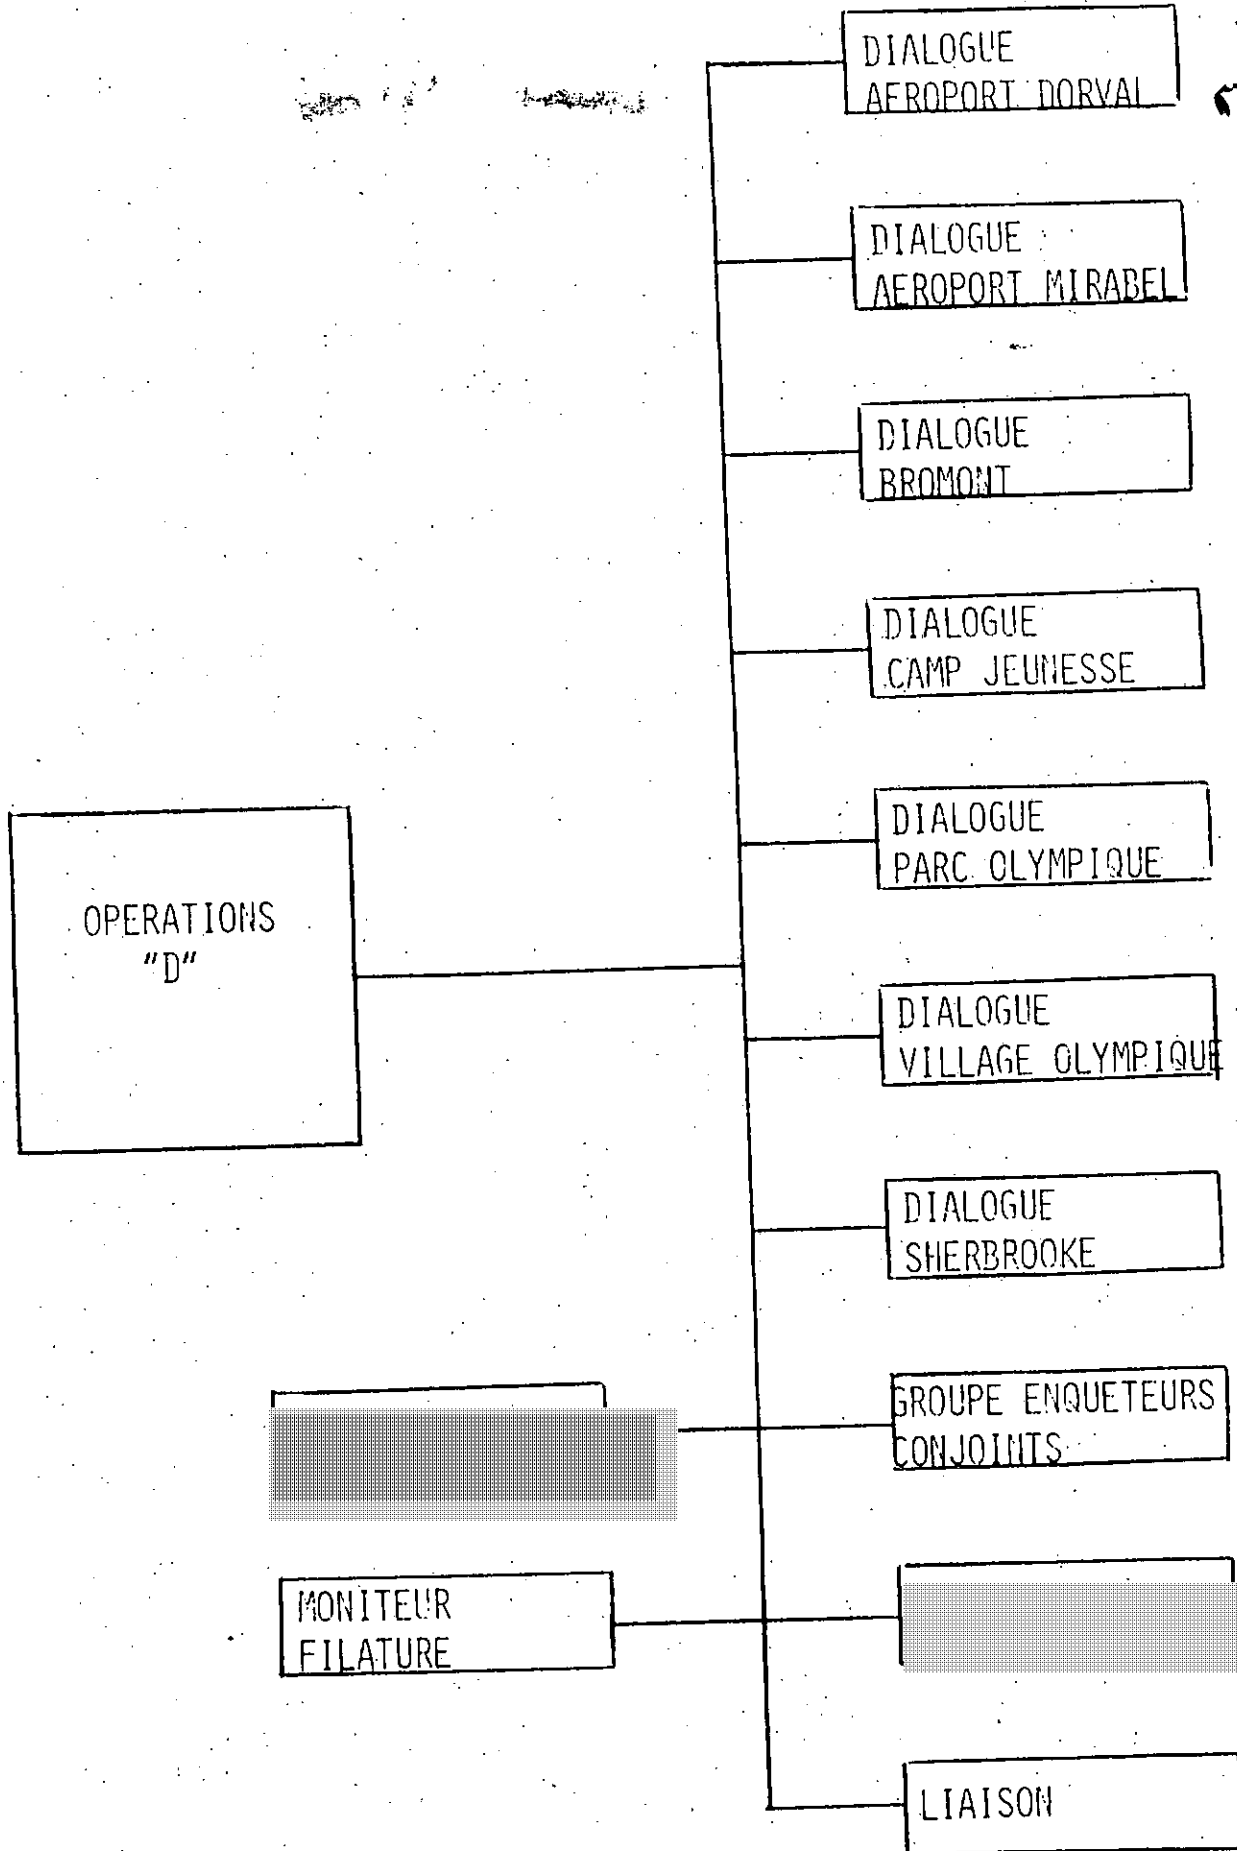 DIALOGUE
AEROPORT DORVAL
DIALOGUE
AEROPORT MIRABEL
DIALOGUE
BROMONT
DIALOGUE
CAMP JEUNESSE
DIALOGUE
PARC OLYMPIQUE
OPERATIONS
"D"
DIALOGUE
VILLAGE OLYMPIQUE
DIALOGUE
SHERBROOKE
GROUPE ENQUETEURS
CONJOINTS
MONITEUR
FILATURE
LIAISON